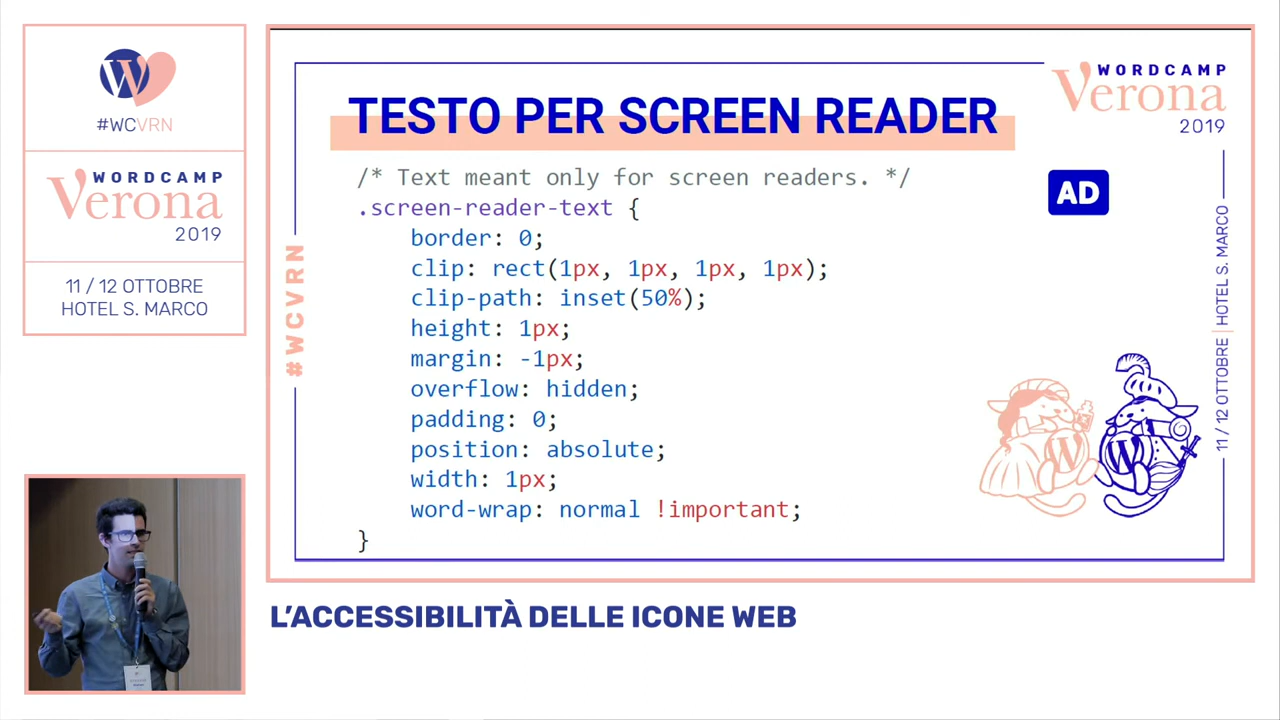 #WCVRN
WORDCAMP
Verona
2019
11 / 12 OTTOBRE
HOTEL S. MARCO
TESTO PER SCREEN READER
/* Text meant only for screen readers. */
.screen-reader-text {
    border: 0;
    clip: rect(1px, 1px, 1px, 1px);
    clip-path: inset(50%);
    height: 1px;
    margin: -1px;
    overflow: hidden;
    padding: 0;
    position: absolute;
    width: 1px;
    word-wrap: normal !important;
}
#WCVRN
WORDCAMP
Verona
2019
AD
11 / 12 OTTOBRE | HOTEL S. MARCO
L'ACCESSIBILITÀ DELLE ICONE WEB